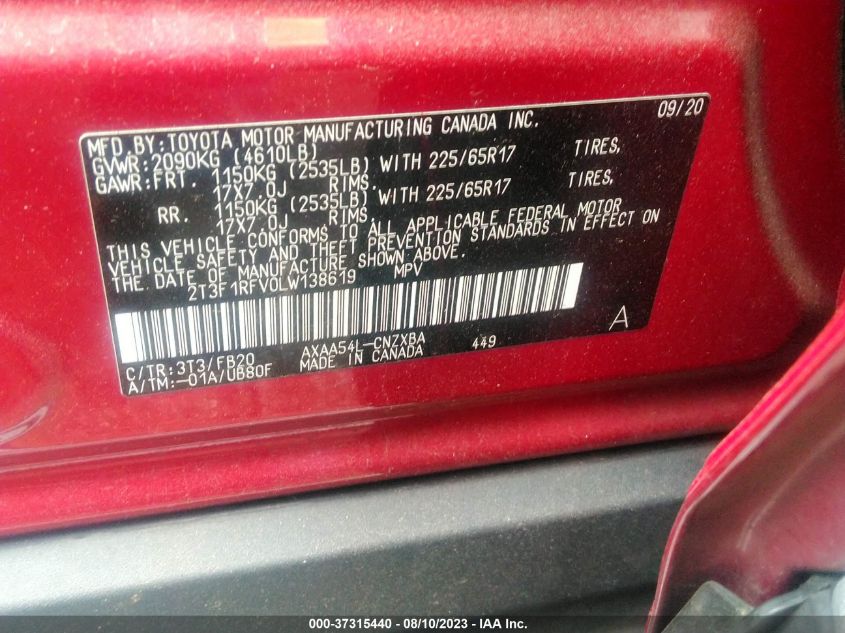 09/20
MFD BY: TOYOTA MOTOR MANUFACTURING CANADA INC.
GVWR: 2090KG (4610LB)
GAWR: FRT. 1150KG (2535LB) WITH 225/65R17 TIRES,
17X7.0J RIMS.
RR. 1150KG (2535LB) WITH 225/65R17 TIRES,
17X7.0J RIMS.
THIS VEHICLE CONFORMS TO ALL APPLICABLE FEDERAL MOTOR
VEHICLE SAFETY AND THEFT PREVENTION STANDARDS IN EFFECT ON
THE DATE OF MANUFACTURE SHOWN ABOVE.
2T3F1RFV0LW138619 MPV
A
C/TR: 3T3/FB20 AXAA54L-CNZXBA 449
A/TM: -01A/UB80F MADE IN CANADA
000-37315440 - 08/10/2023 - IAA Inc.